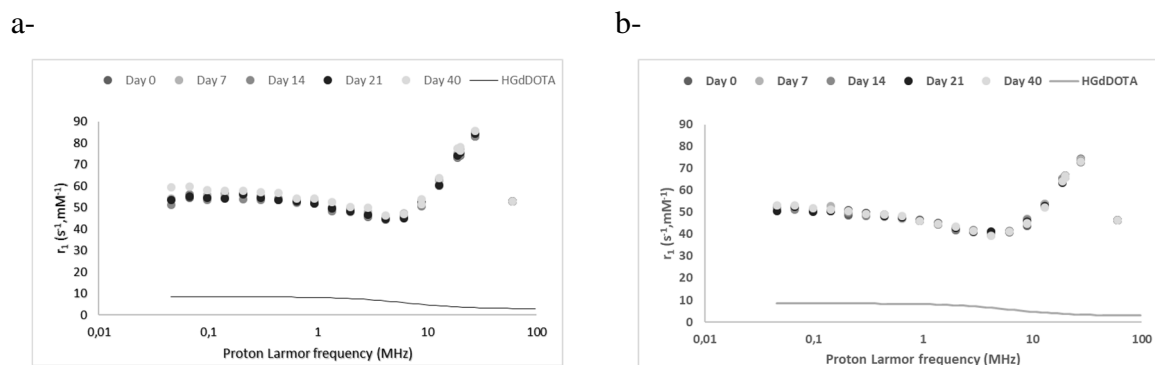 a-
Day 0 Day 7 Day 14 Day 21 Day 40 HGdDOTA
90
80
70
60
50
40
30
20
10
0
r₁ (s⁻¹,mM⁻¹)
0,01 0,1 1 10 100
Proton Larmor frequency (MHz)
b-
Day 0 Day 7 Day 14 Day 21 Day 40 HGdDOTA
90
80
70
60
50
40
30
20
10
0
r₁ (s⁻¹,mM⁻¹)
0,01 0,1 1 10 100
Proton Larmor frequency (MHz)